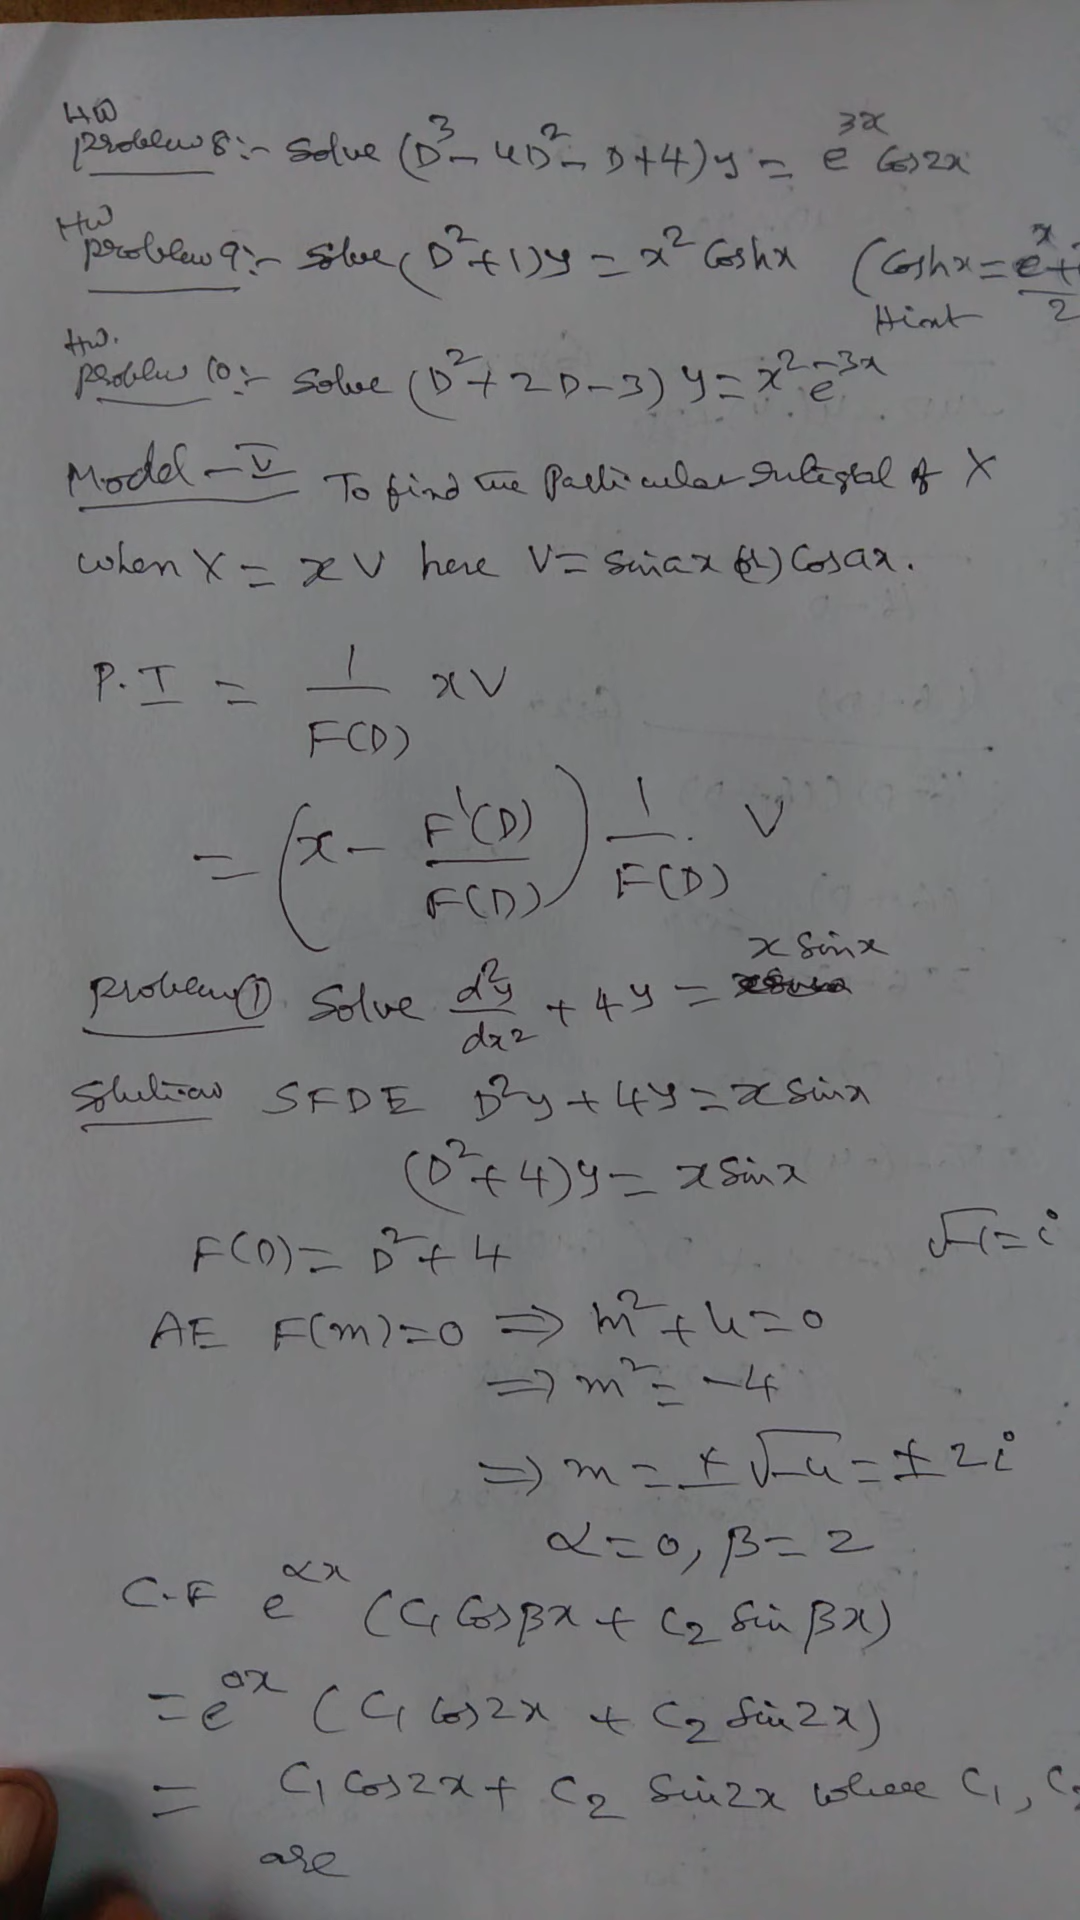 HW
Problem 8:- Solve (D³ - 4D² - D + 4)y = e^{3x} Cos2x
HW
Problem 9:- Solve (D² + 1)y = x² Coshx (Coshx = e^x +
Hint 2
HW.
Problem 10:- Solve (D² + 2D - 3) y = x² e^{-3x}
Model - V To find the Particular Integral of X
when X = xV here V = Sinax (or) Cosax.
P.I = 1/F(D) xV
= (x - F'(D)/F(D)) 1/F(D) . V
Problem ① Solve d²y/dx² + 4y = x Sinx
Solution SFDE D²y + 4y = x Sinx
(D² + 4)y = x Sinx
F(D) = D² + 4 √-1 = i
AE F(m) = 0 ⇒ m² + 4 = 0
⇒ m² = -4
⇒ m = ± √-4 = ± 2i
α = 0, β = 2
C.F e^{αx} (C₁ Cosβx + C₂ Sin βx)
= e^{0x} (C₁ Cos2x + C₂ Sin2x)
= C₁ Cos2x + C₂ Sin2x where C₁, C₂
are